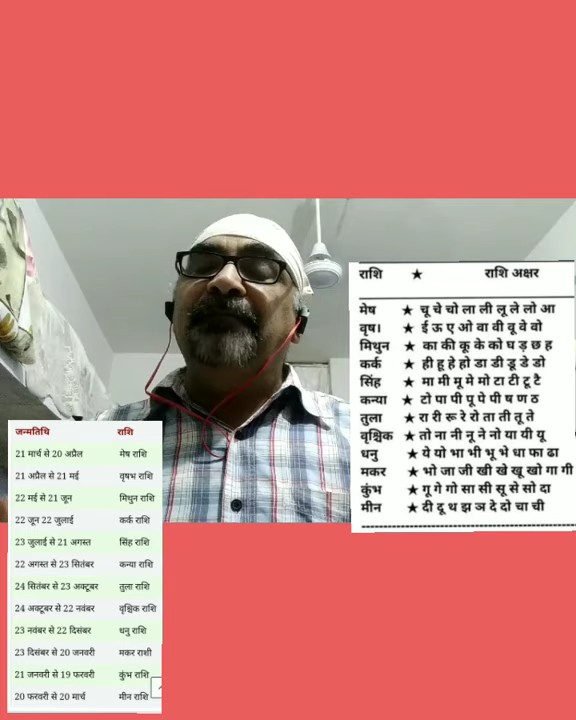 राशि ★ राशि अक्षर
मेष ★ चू चे चो ला ली लू ले लो आ
वृष। ★ ई ऊ ए ओ वा वी वू वे वो
मिथुन ★ का की कू के को घ ड़ छ ह
कर्क ★ ही हू हे हो डा डी डू डे डो
सिंह ★ मा मी मू मे मो टा टी टू टै
कन्या ★ टो पा पी पू पे पी ष ण ठ
तुला ★ रा री रू रे रो ता ती तू ते
वृश्चिक ★ तो ना नी नू ने नो या यी यू
धनु ★ ये यो भा भी भू भे धा फा ढा
मकर ★ भो जा जी खी खे खू खो गा गी
कुंभ ★ गू गे गो सा सी सू से सो दा
मीन ★ दी दू थ झ ञ दे दो चा ची
जन्मतिथि राशि
21 मार्च से 20 अप्रैल मेष राशि
21 अप्रैल से 21 मई वृषभ राशि
22 मई से 21 जून मिथुन राशि
22 जून 22 जुलाई कर्क राशि
23 जुलाई से 21 अगस्त सिंह राशि
22 अगस्त से 23 सितंबर कन्या राशि
24 सितंबर से 23 अक्टूबर तुला राशि
24 अक्टूबर से 22 नवंबर वृश्चिक राशि
23 नवंबर से 22 दिसंबर धनु राशि
23 दिसंबर से 20 जनवरी मकर राशी
21 जनवरी से 19 फरवरी कुंभ राशि
20 फरवरी से 20 मार्च मीन राशि